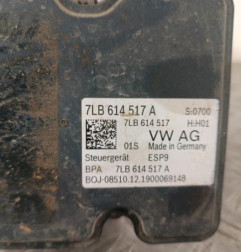 7LB 614 517 A S:0700
7LB 614 517 H:H01
VW AG
01S Made in Germany
Steuergerät ESP9
BPA 7LB 614 517 A
BOJ-08510.12.1900069148